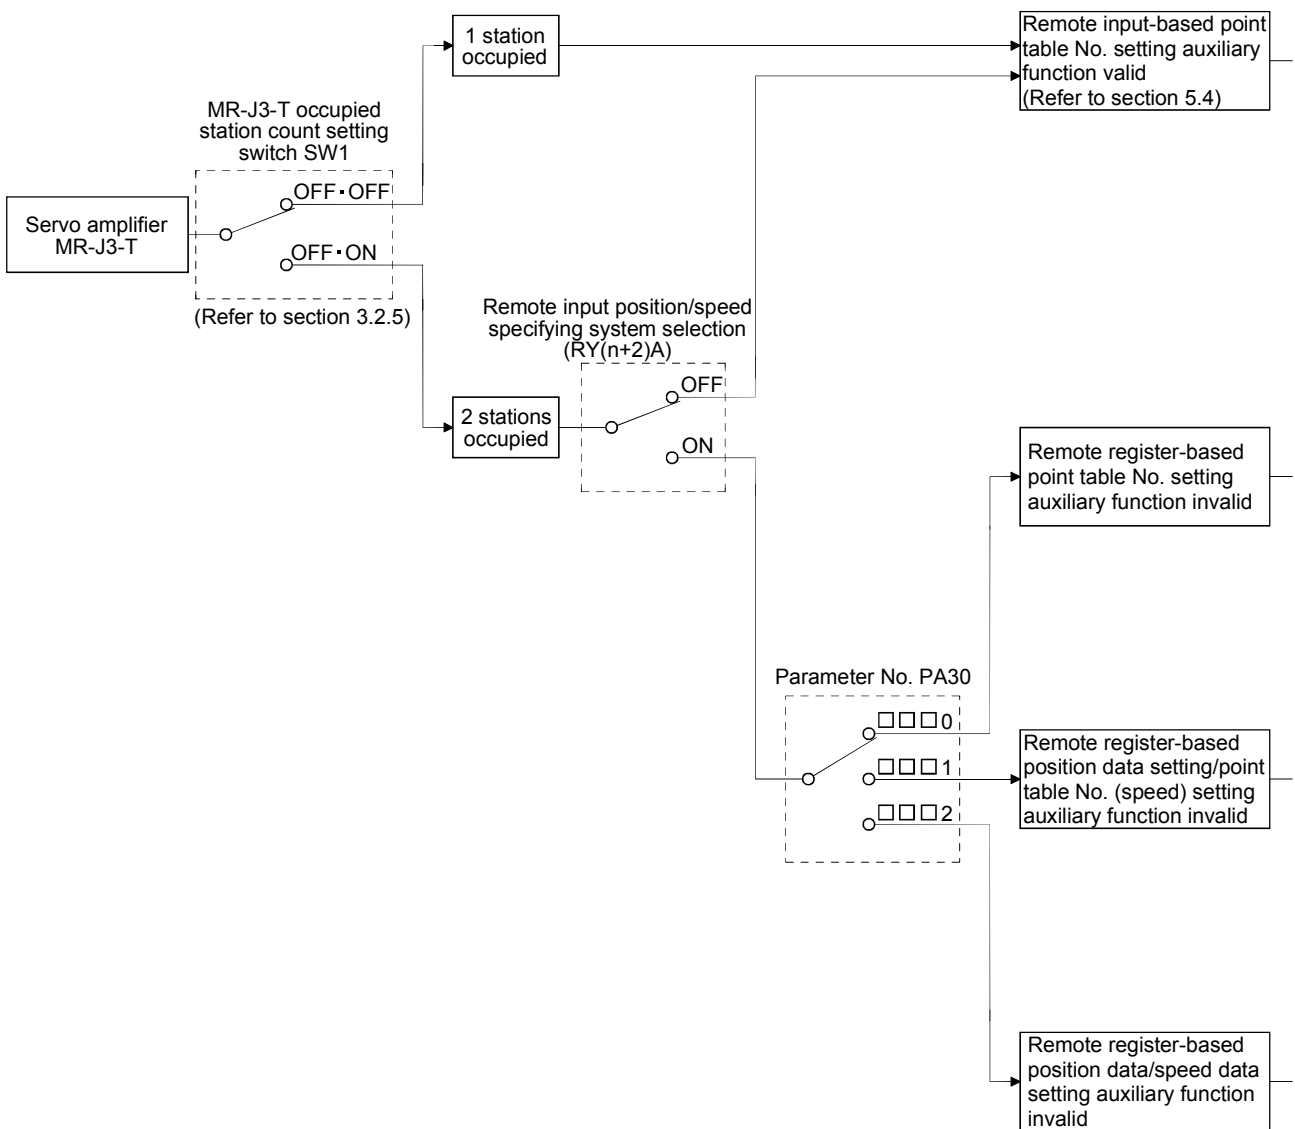 1 station
occupied
Remote input-based point
table No. setting auxiliary
function valid
(Refer to section 5.4)
MR-J3-T occupied
station count setting
switch SW1
OFF·OFF
Servo amplifier
MR-J3-T
OFF·ON
(Refer to section 3.2.5)
Remote input position/speed
specifying system selection
(RY(n+2)A)
OFF
2 stations
occupied
ON
Remote register-based
point table No. setting
auxiliary function invalid
Parameter No. PA30
□□□0
□□□1
□□□2
Remote register-based
position data setting/point
table No. (speed) setting
auxiliary function invalid
Remote register-based
position data/speed data
setting auxiliary function
invalid